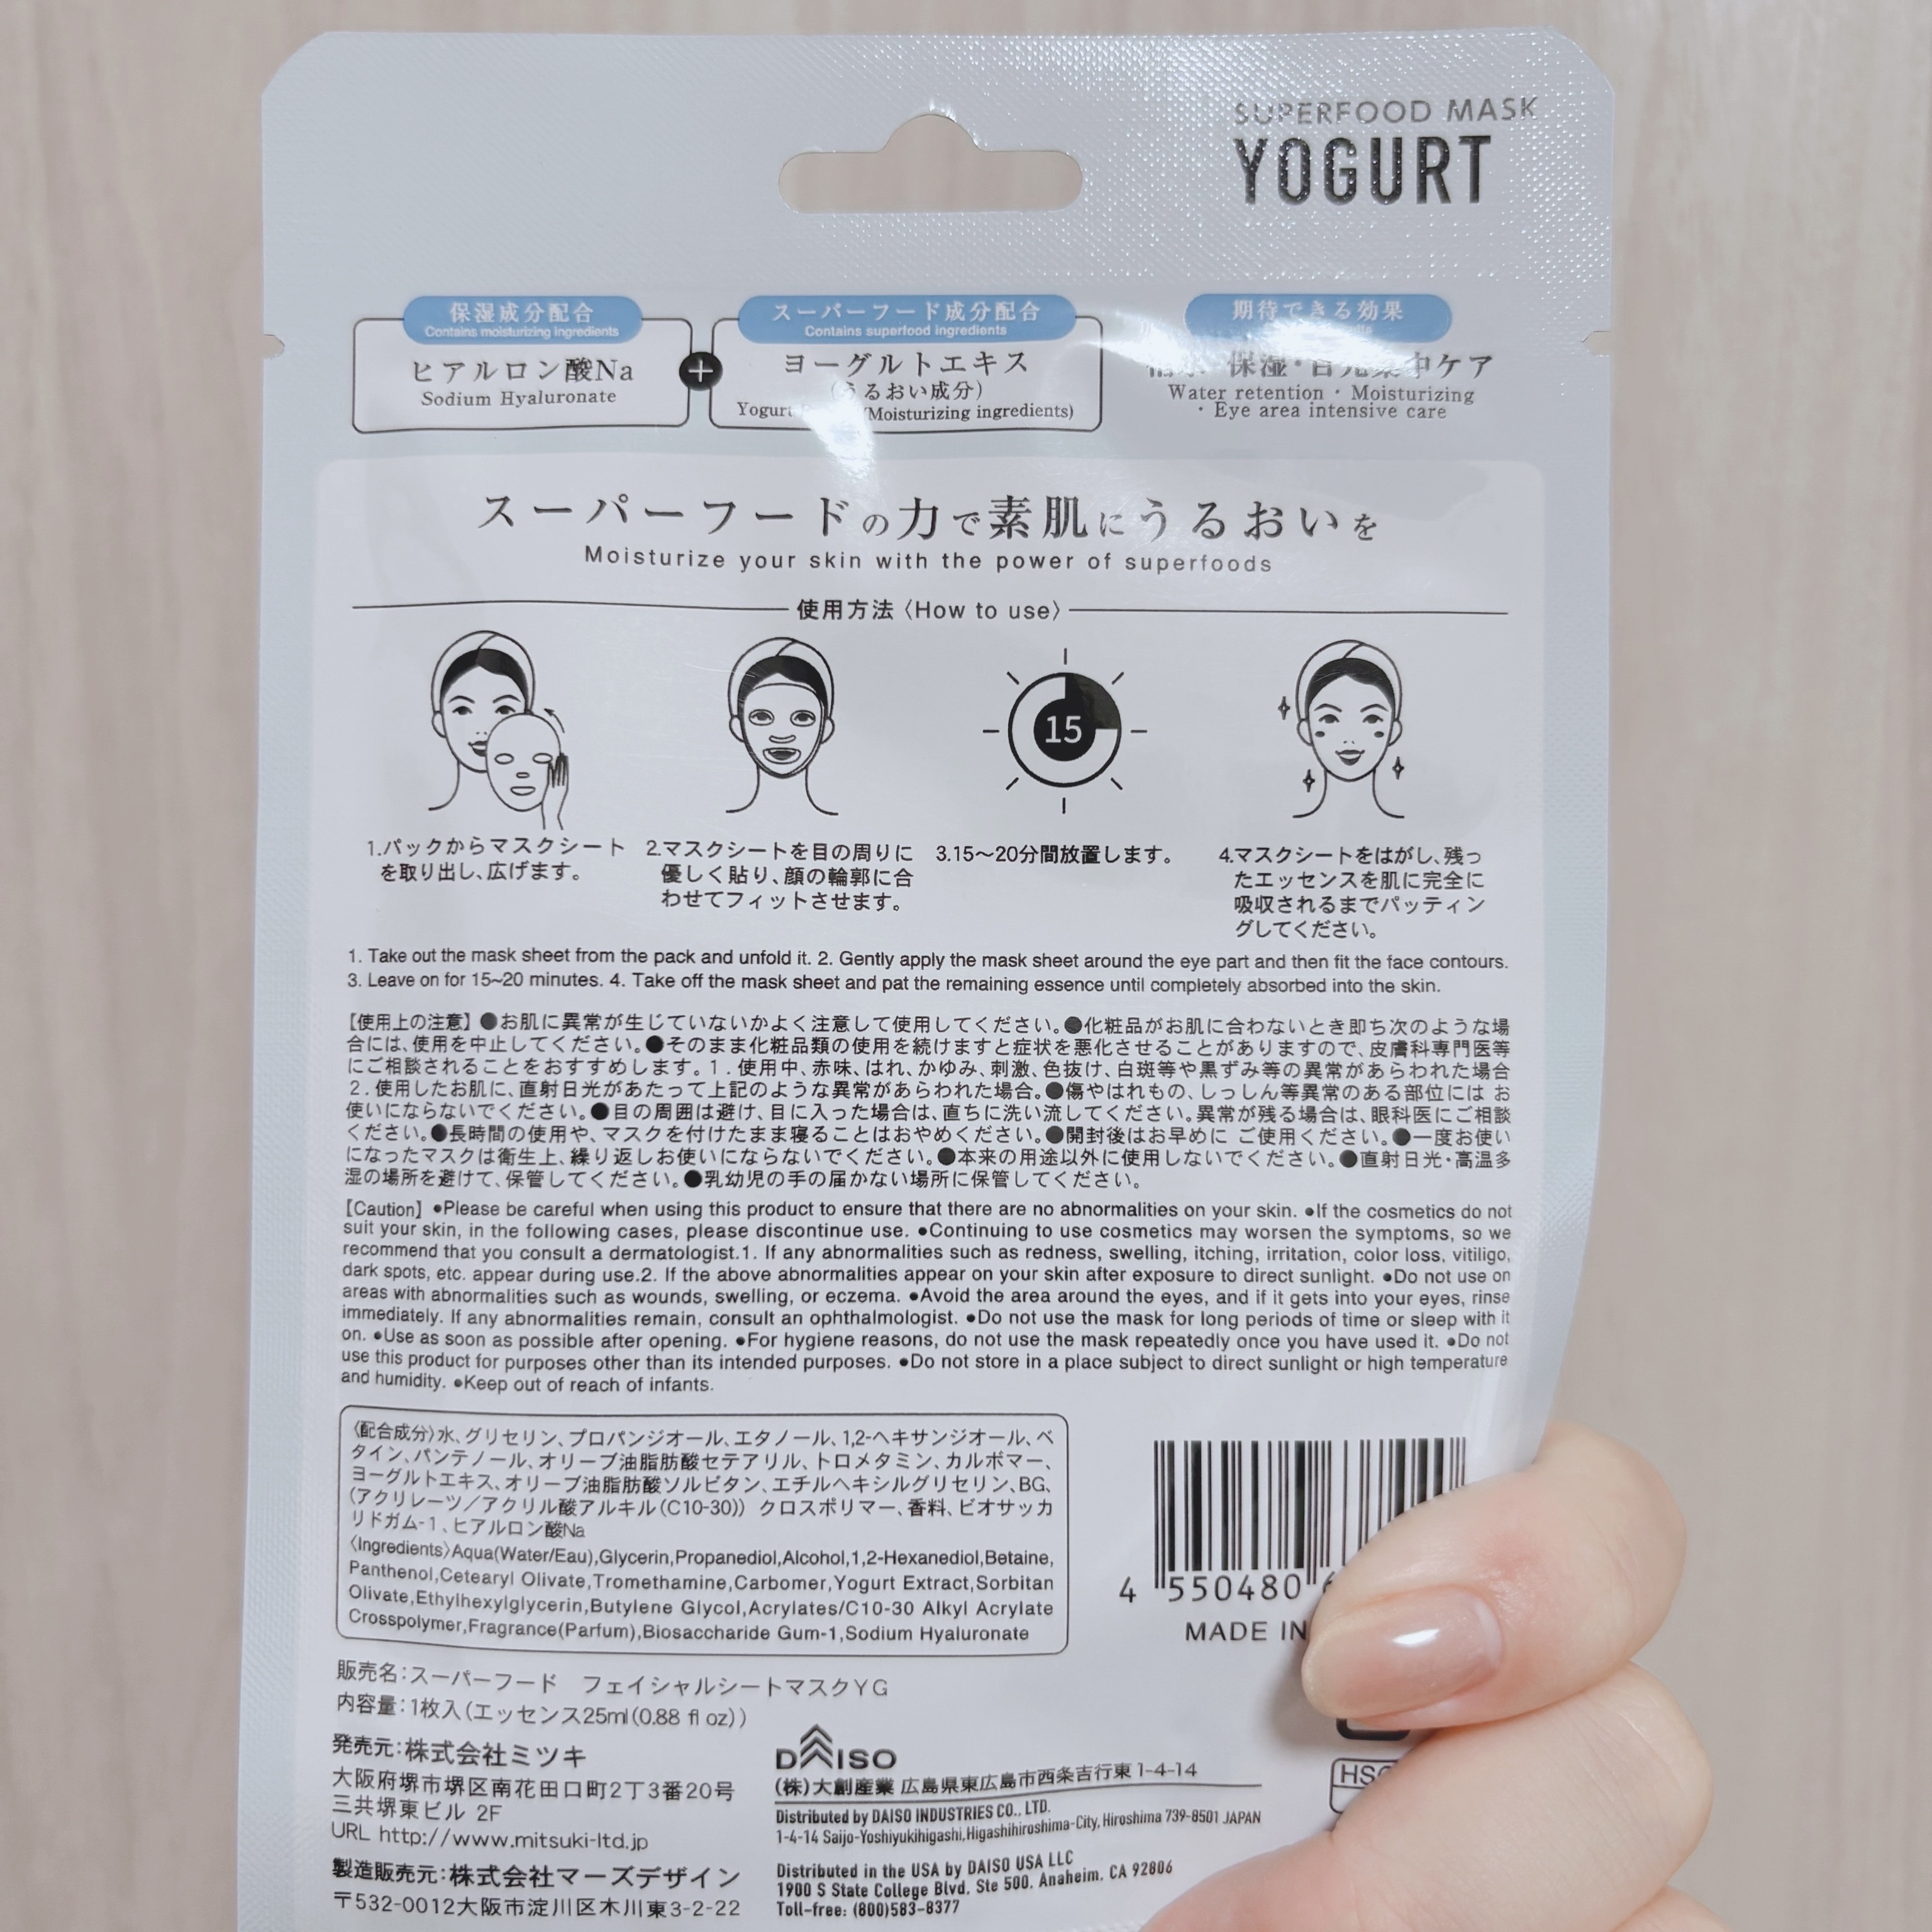 SUPERFOOD MASK
YOGURT
保湿成分配合
Contains moisturizing ingredients
ヒアルロン酸Na
Sodium Hyaluronate
+
スーパーフード成分配合
Contains superfood ingredients
ヨーグルトエキス
(うるおい成分)
Yogurt (Moisturizing ingredients)
期待できる効果
保湿・目元集中ケア
Water retention・Moisturizing
・Eye area intensive care
スーパーフードの力で素肌にうるおいを
Moisturize your skin with the power of superfoods
使用方法〈How to use〉
15
1.パックからマスクシート
を取り出し、広げます。
2.マスクシートを目の周りに
優しく貼り、顔の輪郭に合
わせてフィットさせます。
3.15~20分間放置します。
4.マスクシートをはがし、残っ
たエッセンスを肌に完全に
吸収されるまでパッティン
グしてください。
1. Take out the mask sheet from the pack and unfold it. 2. Gently apply the mask sheet around the eye part and then fit the face contours.
3. Leave on for 15~20 minutes. 4. Take off the mask sheet and pat the remaining essence until completely absorbed into the skin.
【使用上の注意】●お肌に異常が生じていないかよく注意して使用してください。●化粧品がお肌に合わないとき即ち次のような場
合には、使用を中止してください。●そのまま化粧品類の使用を続けますと症状を悪化させることがありますので、皮膚科専門医等
にご相談されることをおすすめします。1.使用中、赤味、はれ、かゆみ、刺激、色抜け、白斑等や黒ずみ等の異常があらわれた場合
2.使用したお肌に、直射日光があたって上記のような異常があらわれた場合。●傷やはれもの、しっしん等異常のある部位には お
使いにならないでください。●目の周囲は避け、目に入った場合は、直ちに洗い流してください。異常が残る場合は、眼科医にご相談
ください。●長時間の使用や、マスクを付けたまま寝ることはおやめください。●開封後はお早めに ご使用ください。●一度お使い
になったマスクは衛生上、繰り返しお使いにならないでください。●本来の用途以外に使用しないでください。●直射日光・高温多
湿の場所を避けて、保管してください。●乳幼児の手の届かない場所に保管してください。
【Caution】●Please be careful when using this product to ensure that there are no abnormalities on your skin. ●If the cosmetics do not
suit your skin, in the following cases, please discontinue use. ●Continuing to use cosmetics may worsen the symptoms, so we
recommend that you consult a dermatologist.1. If any abnormalities such as redness, swelling, itching, irritation, color loss, vitiligo,
dark spots, etc. appear during use.2. If the above abnormalities appear on your skin after exposure to direct sunlight. ●Do not use on
areas with abnormalities such as wounds, swelling, or eczema. ●Avoid the area around the eyes, and if it gets into your eyes, rinse
immediately. If any abnormalities remain, consult an ophthalmologist. ●Do not use the mask for long periods of time or sleep with it
on. ●Use as soon as possible after opening. ●For hygiene reasons, do not use the mask repeatedly once you have used it. ●Do not
use this product for purposes other than its intended purposes. ●Do not store in a place subject to direct sunlight or high temperature
and humidity. ●Keep out of reach of infants.
〈配合成分〉水、グリセリン、プロパンジオール、エタノール、1,2-ヘキサンジオール、ベ
タイン、パンテノール、オリーブ油脂肪酸セテアリル、トロメタミン、カルボマー、
ヨーグルトエキス、オリーブ油脂肪酸ソルビタン、エチルヘキシルグリセリン、BG、
(アクリレーツ/アクリル酸アルキル(C10-30)) クロスポリマー、香料、ビオサッカ
リドガム-1、ヒアルロン酸Na
〈Ingredients〉Aqua(Water/Eau),Glycerin,Propanediol,Alcohol,1,2-Hexanediol,Betaine,
Panthenol,Cetearyl Olivate,Tromethamine,Carbomer,Yogurt Extract,Sorbitan
Olivate,Ethylhexylglycerin,Butylene Glycol,Acrylates/C10-30 Alkyl Acrylate
Crosspolymer,Fragrance(Parfum),Biosaccharide Gum-1,Sodium Hyaluronate
4 550480
MADE IN
販売名:スーパーフード フェイシャルシートマスクYG
内容量:1枚入(エッセンス25ml(0.88 fl oz))
発売元:株式会社ミツキ
大阪府堺市堺区南花田口町2丁3番20号
三共堺東ビル 2F
URL http://www.mitsuki-ltd.jp
製造販売元:株式会社マーズデザイン
〒532-0012大阪市淀川区木川東3-2-22
DAISO
(株)大創産業 広島県東広島市西条吉行東1-4-14
Distributed by DAISO INDUSTRIES CO., LTD.
1-4-14 Saijo-Yoshiyukihigashi,Higashihiroshima-City, Hiroshima 739-8501 JAPAN
Distributed in the USA by DAISO USA LLC
1900 S State College Blvd, Ste 500, Anaheim, CA 92806
Toll-free: (800)583-8377